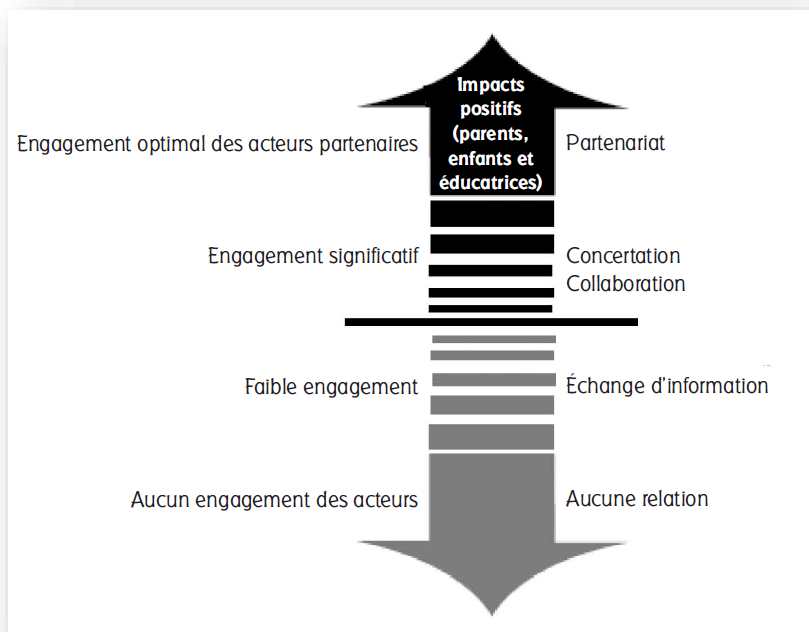 Impacts
positifs
(parents,
enfants et
éducatrices)
Engagement optimal des acteurs partenaires
Partenariat
Engagement significatif
Concertation
Collaboration
Faible engagement
Échange d'information
Aucun engagement des acteurs
Aucune relation